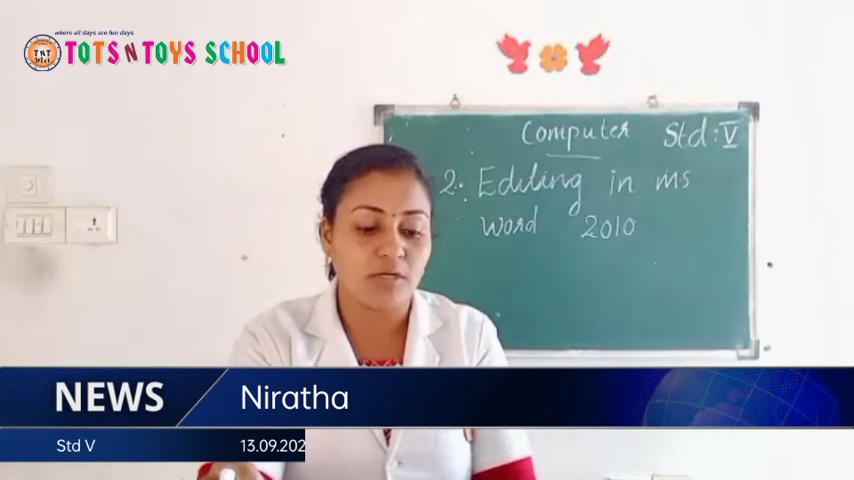 where all days are fun days
TNT
TOTS N TOYS SCHOOL
Computer Std: V
2. Editing in ms
word 2010
NEWS Niratha
Std V 13.09.202